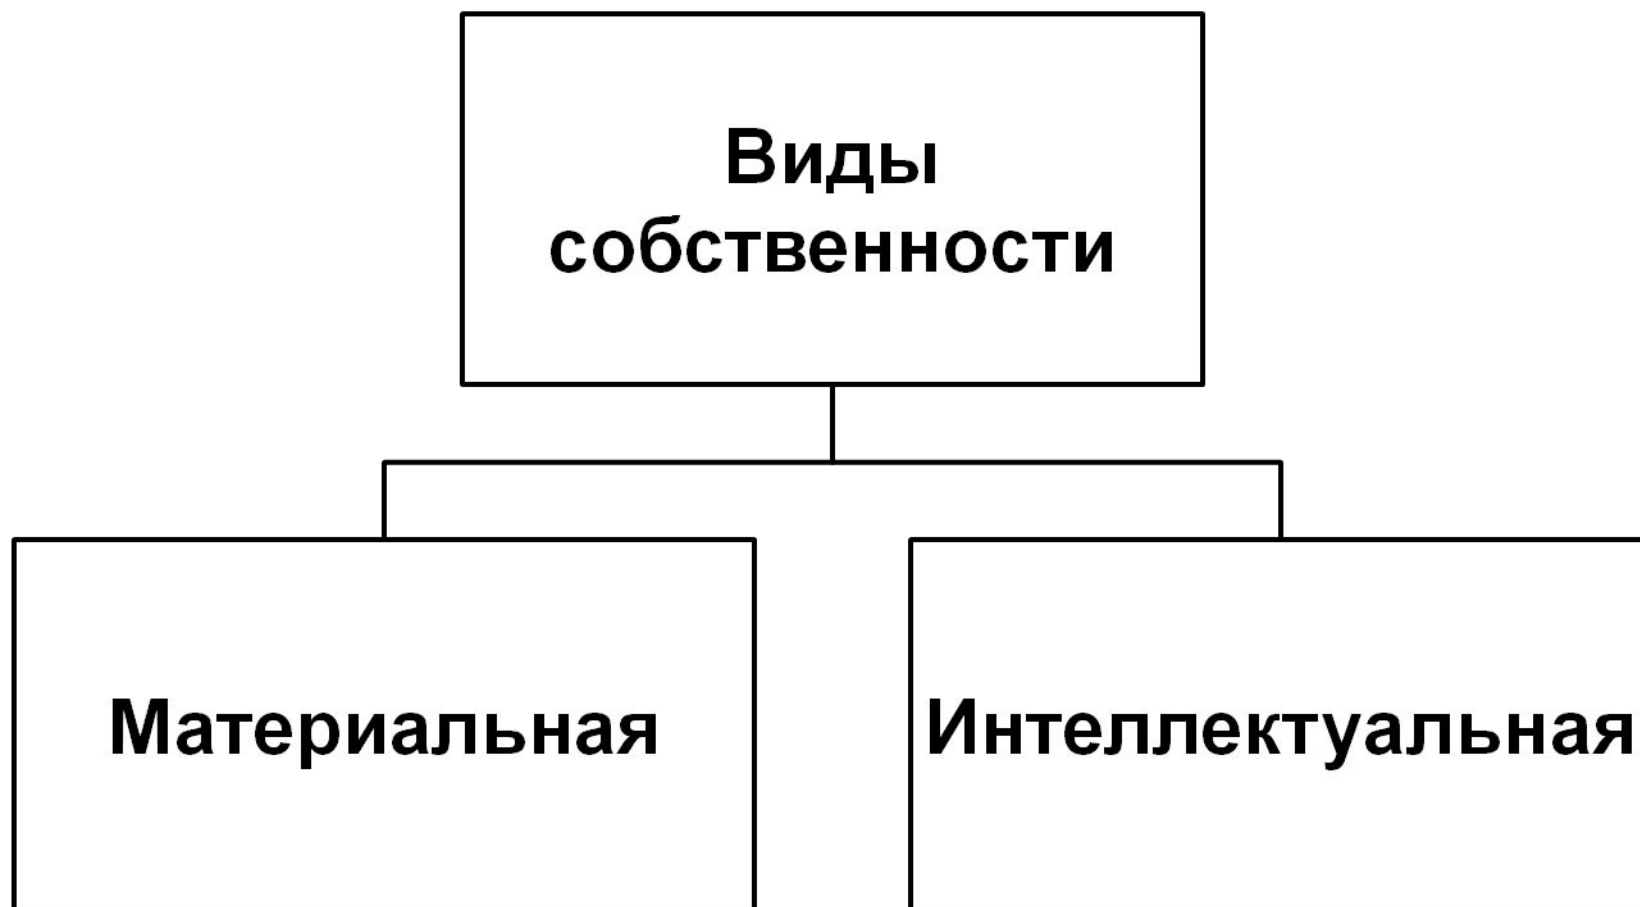 Виды
собственности
Материальная
Интеллектуальная